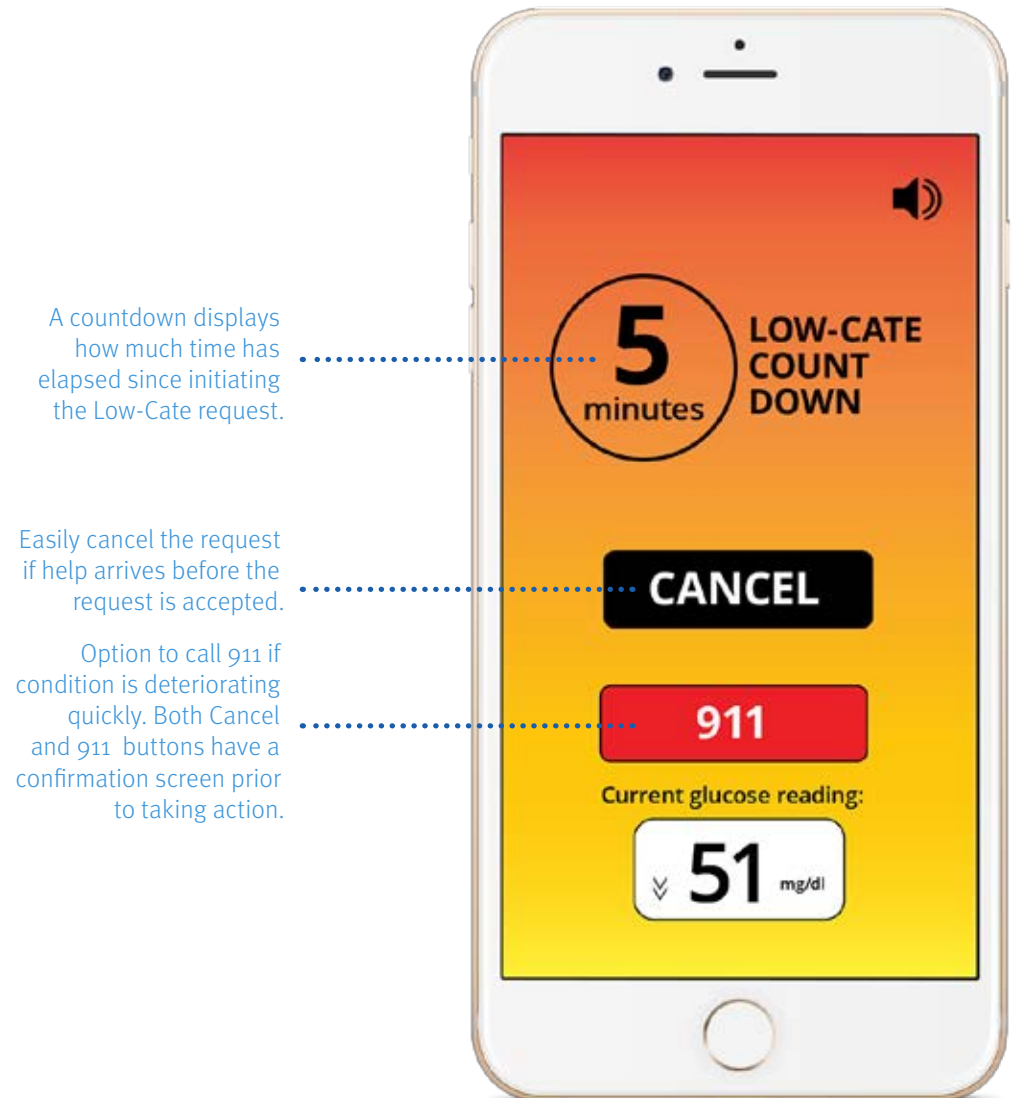 A countdown displays
how much time has
elapsed since initiating
the Low-Cate request.
Easily cancel the request
if help arrives before the
request is accepted.
Option to call 911 if
condition is deteriorating
quickly. Both Cancel
and 911 buttons have a
confirmation screen prior
to taking action.
5
minutes
LOW-CATE
COUNT
DOWN
CANCEL
911
Current glucose reading:
51 mg/dl